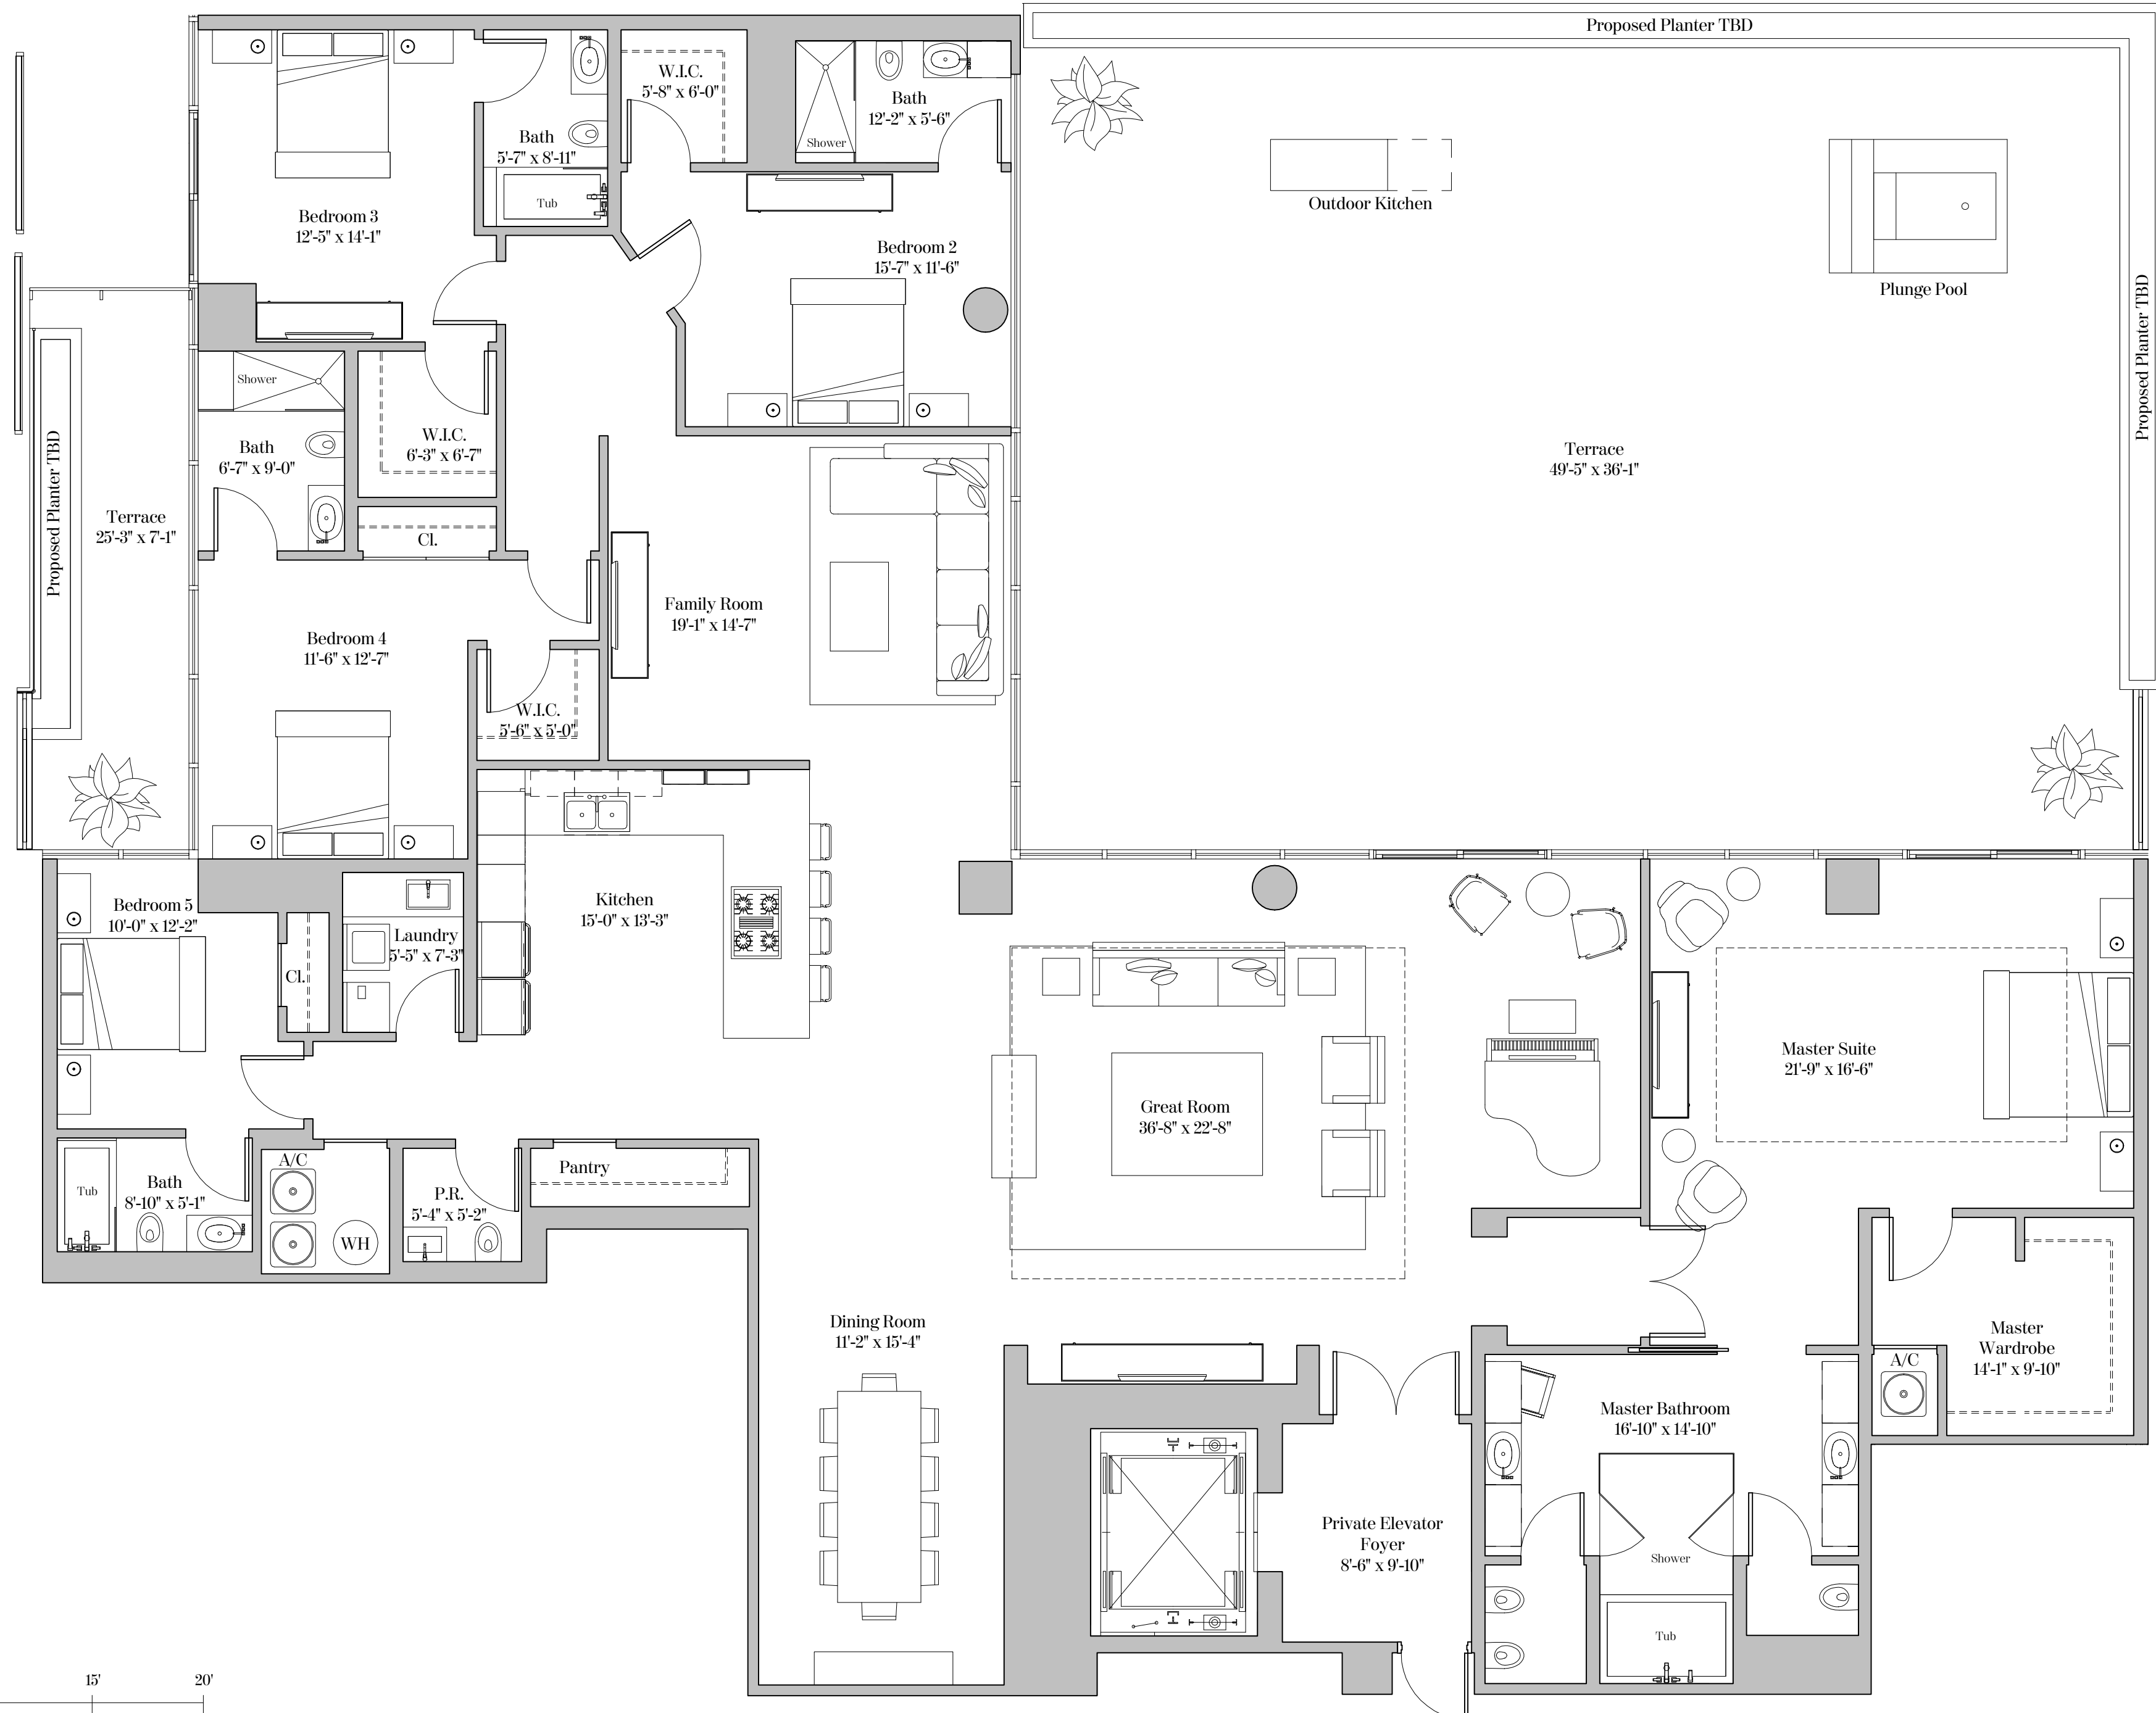 Proposed Planter TBD
W.I.C.
5'-8" x 6'-0"
Bath
12'-2" x 5'-6"
Shower
Bath
5'-7" x 8'-11"
Tub
Outdoor Kitchen
Bedroom 3
12'-5" x 14'-1"
Bedroom 2
15'-7" x 11'-6"
Plunge Pool
Proposed Planter TBD
Shower
W.I.C.
6'-3" x 6'-7"
Bath
6'-7" x 9'-0"
Terrace
49'-5" x 36'-1"
Proposed Planter TBD
Terrace
25'-3" x 7'-1"
Cl.
Family Room
19'-1" x 14'-7"
Bedroom 4
11'-6" x 12'-7"
W.I.C.
5'-6" x 5'-0"
Bedroom 5
10'-0" x 12'-2"
Kitchen
15'-0" x 13'-3"
Laundry
5'-5" x 7'-3"
Cl.
Master Suite
21'-9" x 16'-6"
Great Room
36'-8" x 22'-8"
A/C
Pantry
Tub
Bath
8'-10" x 5'-1"
P.R.
5'-4" x 5'-2"
WH
Dining Room
11'-2" x 15'-4"
Master
Wardrobe
14'-1" x 9'-10"
A/C
Master Bathroom
16'-10" x 14'-10"
Private Elevator
Foyer
8'-6" x 9'-10"
Shower
Tub
15'
20'